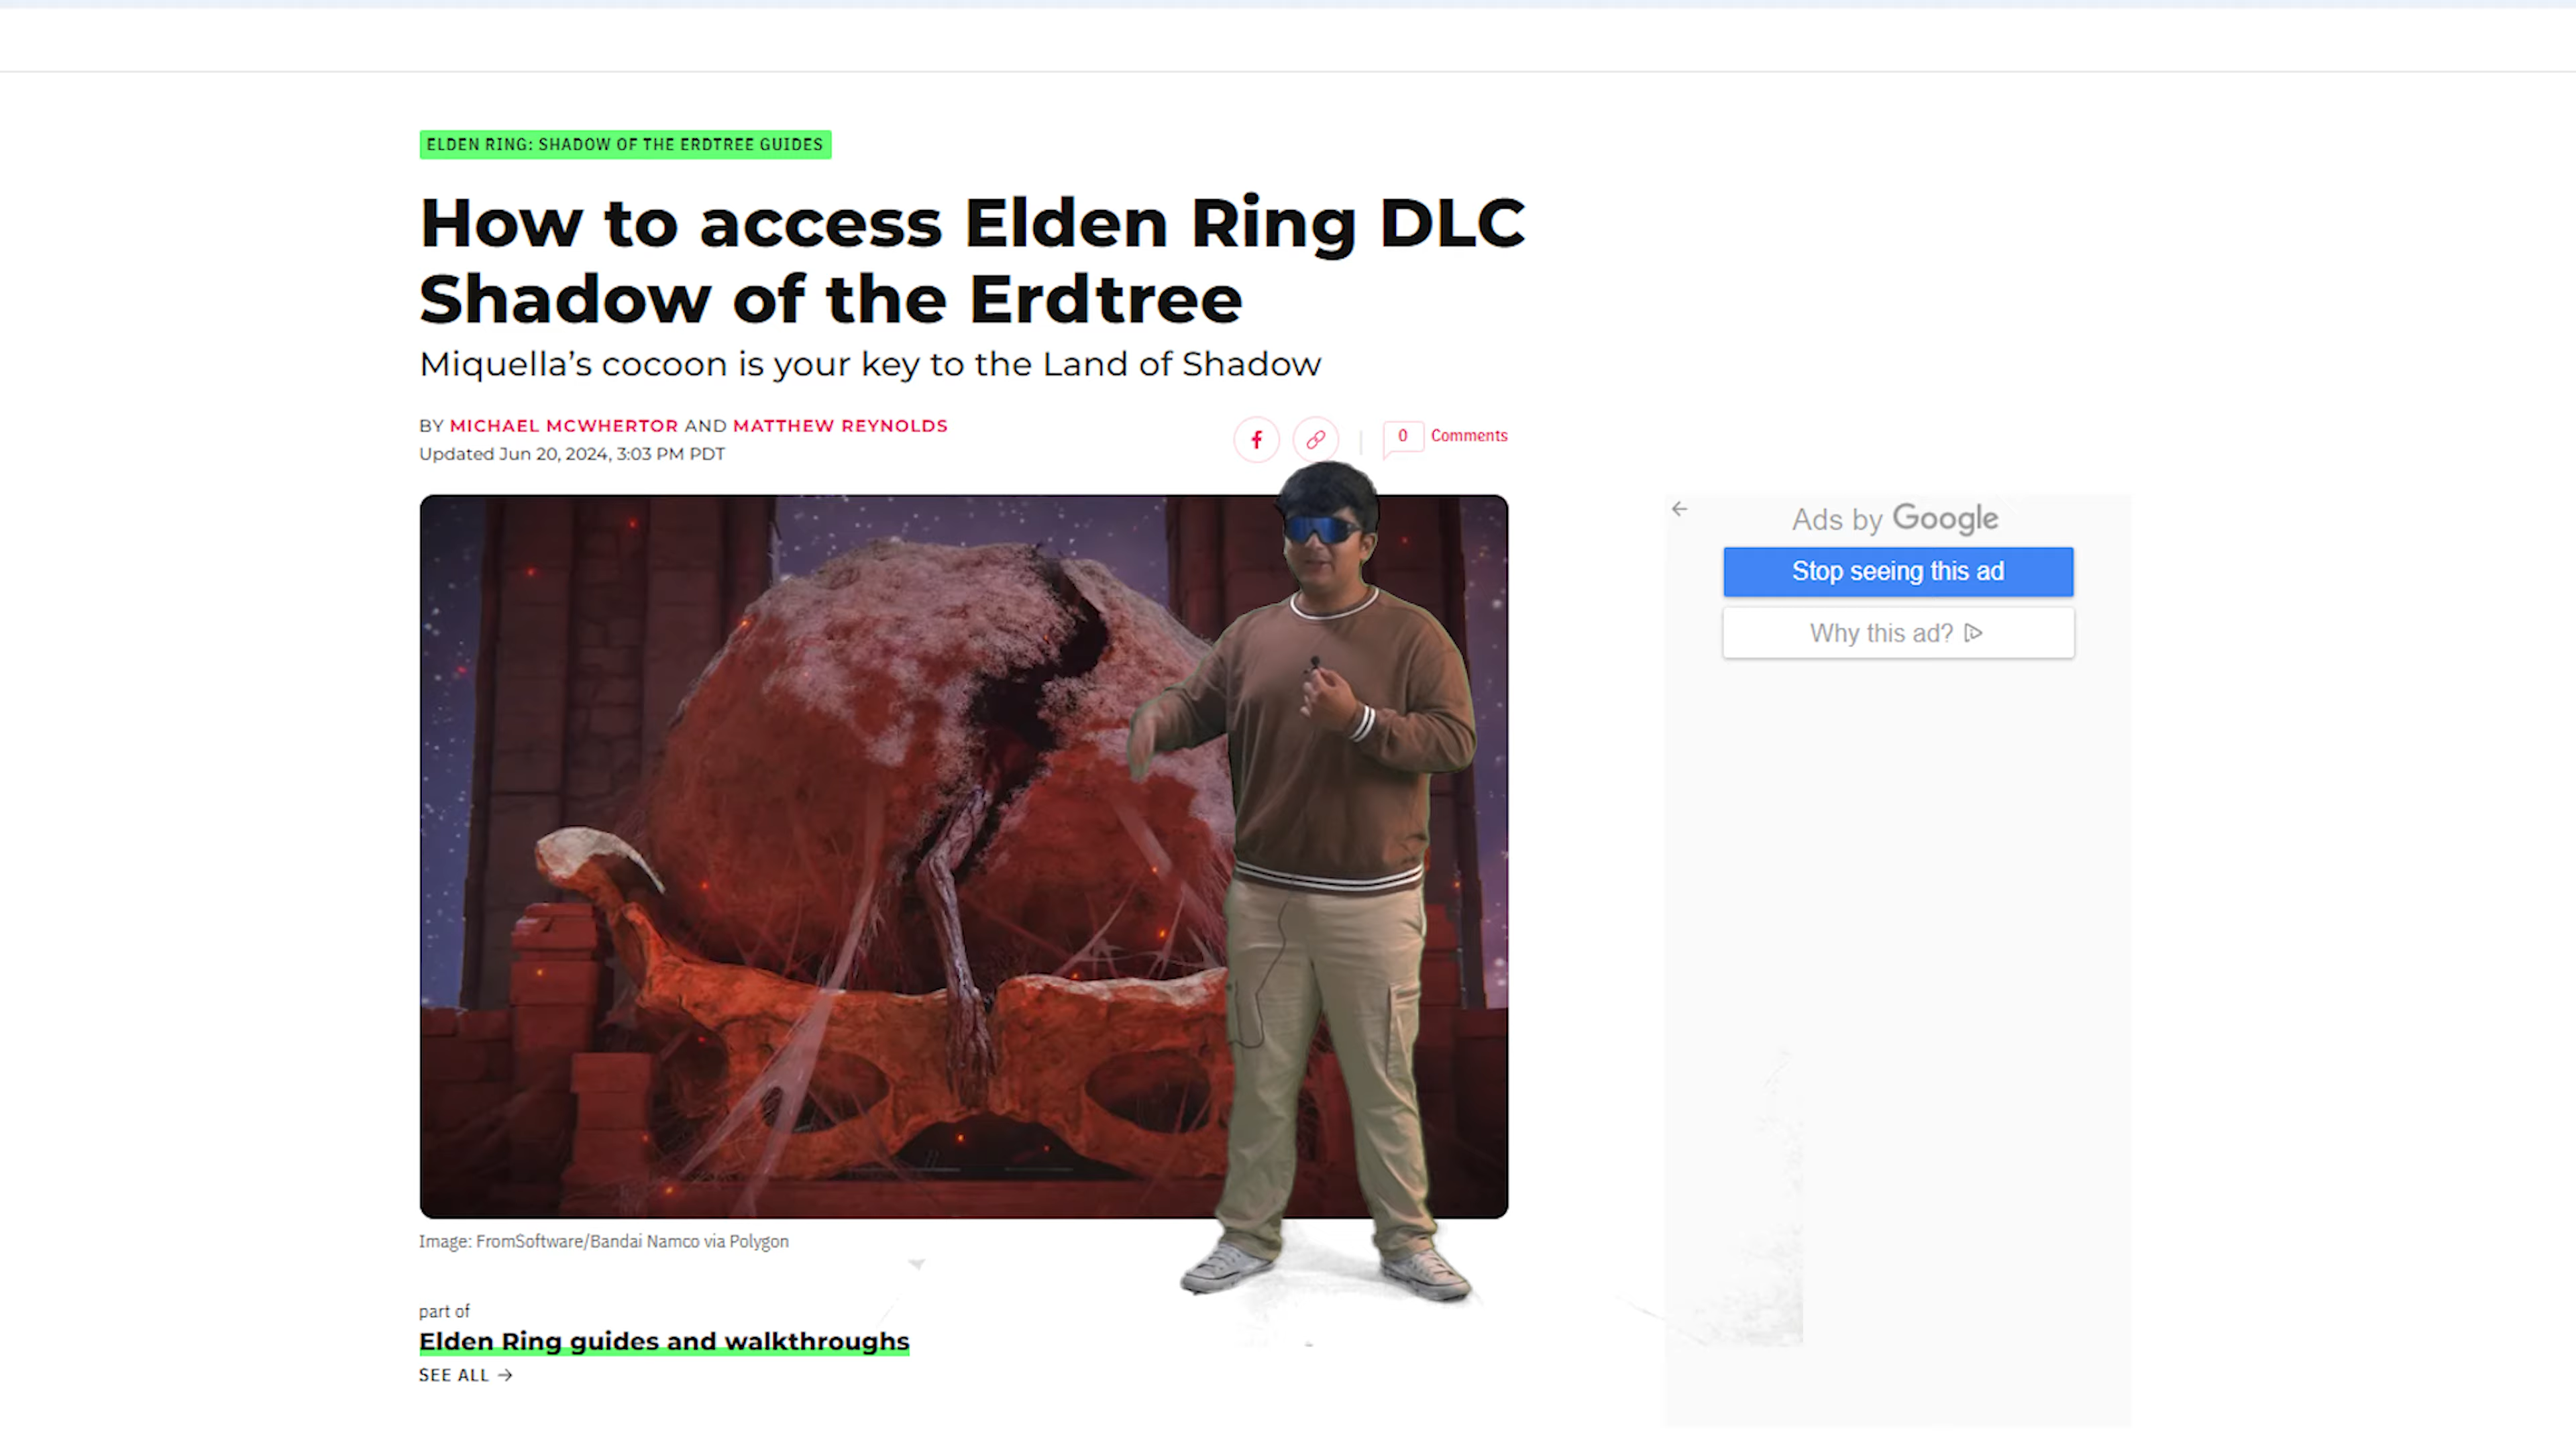 ELDEN RING: SHADOW OF THE ERDTREE GUIDES
How to access Elden Ring DLC
Shadow of the Erdtree
Miquella’s cocoon is your key to the Land of Shadow
BY MICHAEL MCWHERTOR AND MATTHEW REYNOLDS
Updated Jun 20, 2024, 3:03 PM PDT
0 Comments
Ads by Google
Stop seeing this ad
Why this ad?
Image: FromSoftware/Bandai Namco via Polygon
part of
Elden Ring guides and walkthroughs
SEE ALL →